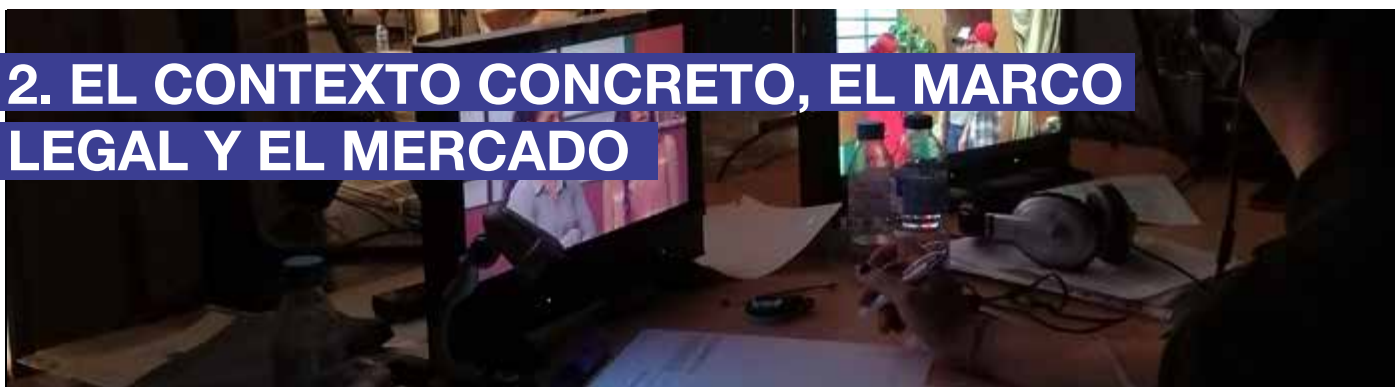 2. EL CONTEXTO CONCRETO, EL MARCO
LEGAL Y EL MERCADO